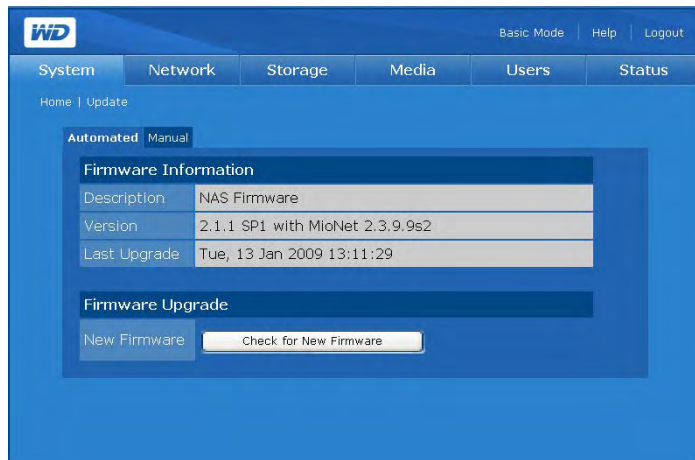 WD
Basic Mode | Help | Logout
System Network Storage Media Users Status
Home | Update
Automated Manual
Firmware Information
Description NAS Firmware
Version 2.1.1 SP1 with MioNet 2.3.9.9s2
Last Upgrade Tue, 13 Jan 2009 13:11:29
Firmware Upgrade
New Firmware Check for New Firmware